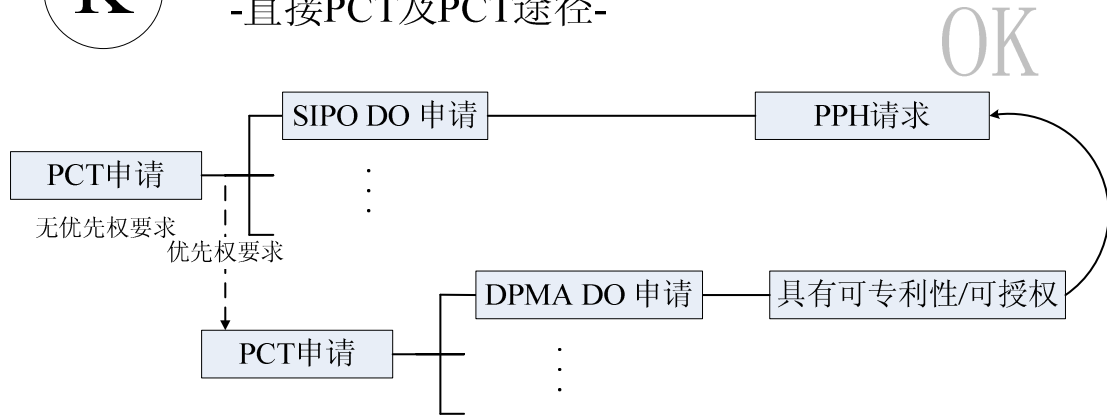 K
-直接PCT及PCT途径-
OK
SIPO DO 申请
PPH请求
PCT申请
无优先权要求
优先权要求
DPMA DO 申请
具有可专利性/可授权
PCT申请